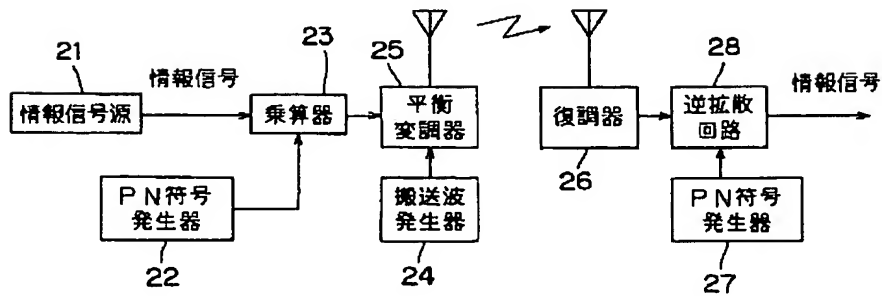 21
情報信号源
情報信号
23
乗算器
25
平衡
変調器
PN符号
発生器
22
搬送波
発生器
24
復調器
26
28
逆拡散
回路
情報信号
PN符号
発生器
27